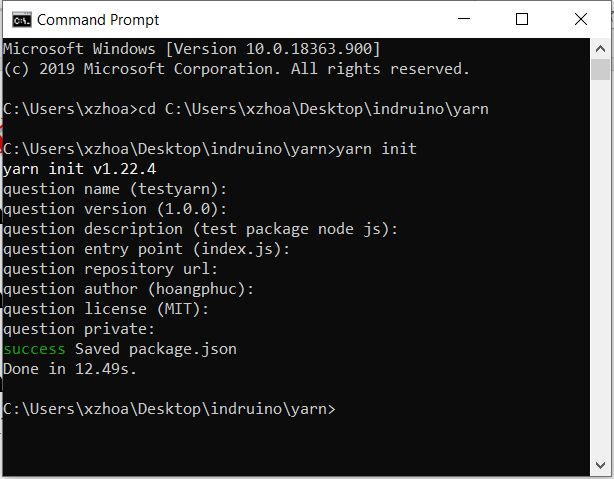 Command Prompt
Microsoft Windows [Version 10.0.18363.900]
(c) 2019 Microsoft Corporation. All rights reserved.
C:\Users\xzhoa>cd C:\Users\xzhoa\Desktop\indruino\yarn
C:\Users\xzhoa\Desktop\indruino\yarn>yarn init
yarn init v1.22.4
question name (testyarn):
question version (1.0.0):
question description (test package node js):
question entry point (index.js):
question repository url:
question author (hoangphuc):
question license (MIT):
question private:
success Saved package.json
Done in 12.49s.
C:\Users\xzhoa\Desktop\indruino\yarn>